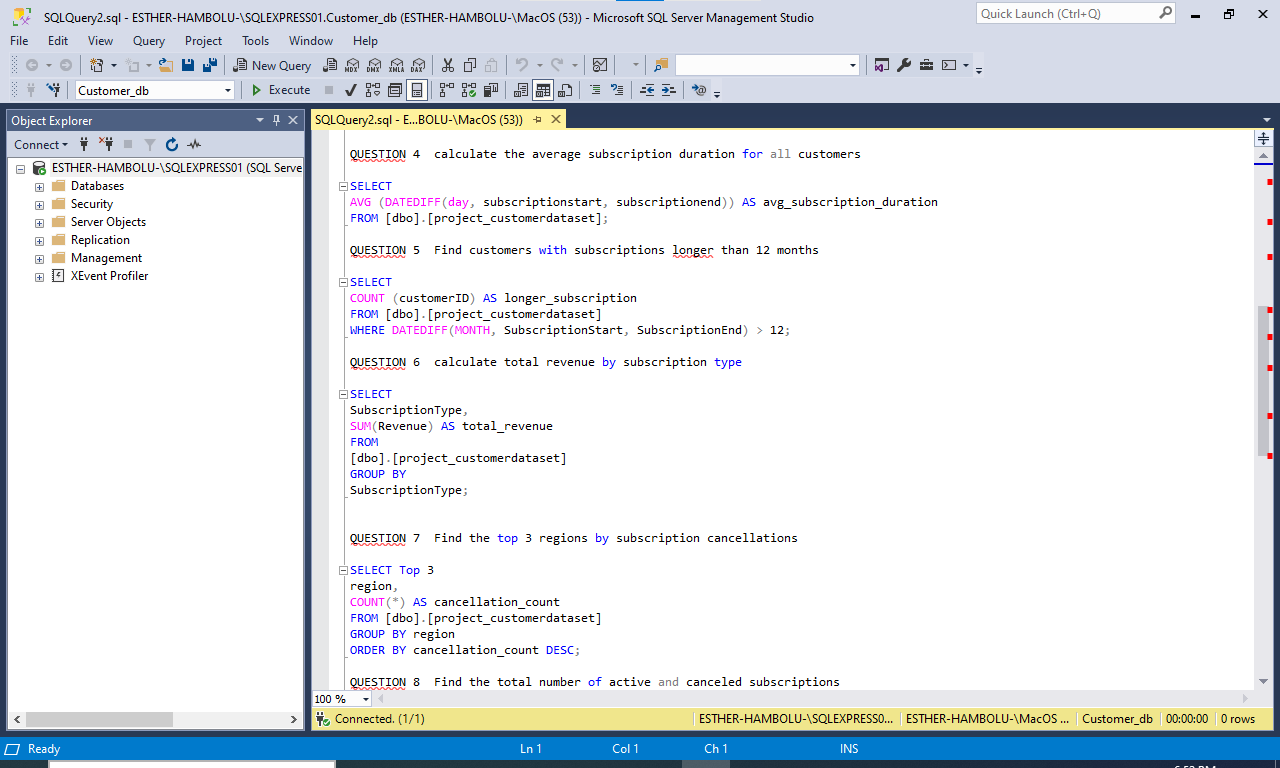 SQLQuery2.sql - ESTHER-HAMBOLU-\SQLEXPRESS01.Customer_db (ESTHER-HAMBOLU-\MacOS (53)) - Microsoft SQL Server Management Studio
Quick Launch (Ctrl+Q)
File Edit View Query Project Tools Window Help
New Query
MDX DMX XMLA DAX
Customer_db
Execute
Object Explorer
SQLQuery2.sql - E...BOLU-\MacOS (53))
Connect
ESTHER-HAMBOLU-\SQLEXPRESS01 (SQL Serve
Databases
Security
Server Objects
Replication
Management
XEvent Profiler
QUESTION 4  calculate the average subscription duration for all customers
SELECT
AVG (DATEDIFF(day, subscriptionstart, subscriptionend)) AS avg_subscription_duration
FROM [dbo].[project_customerdataset];
QUESTION 5  Find customers with subscriptions longer than 12 months
SELECT
COUNT (customerID) AS longer_subscription
FROM [dbo].[project_customerdataset]
WHERE DATEDIFF(MONTH, SubscriptionStart, SubscriptionEnd) > 12;
QUESTION 6  calculate total revenue by subscription type
SELECT
SubscriptionType,
SUM(Revenue) AS total_revenue
FROM
[dbo].[project_customerdataset]
GROUP BY
SubscriptionType;
QUESTION 7  Find the top 3 regions by subscription cancellations
SELECT Top 3
region,
COUNT(*) AS cancellation_count
FROM [dbo].[project_customerdataset]
GROUP BY region
ORDER BY cancellation_count DESC;
QUESTION 8  Find the total number of active and canceled subscriptions
100 %
Connected. (1/1)
ESTHER-HAMBOLU-\SQLEXPRESS0... ESTHER-HAMBOLU-\MacOS ... Customer_db 00:00:00 0 rows
Ready Ln 1 Col 1 Ch 1 INS